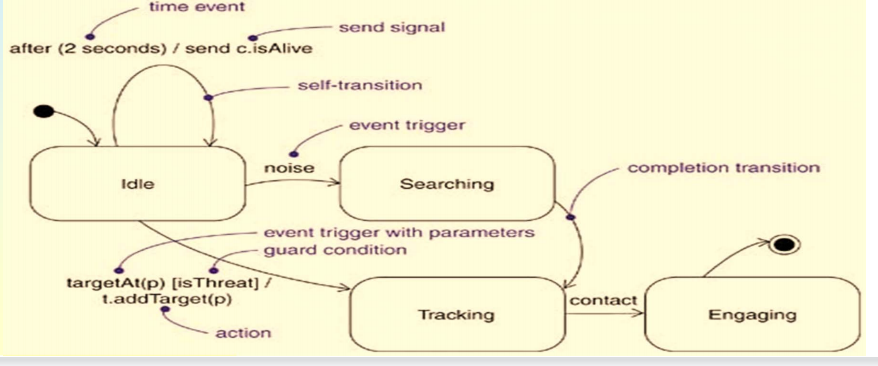 time event
send signal
after (2 seconds) / send c.isAlive
self-transition
event trigger
noise
completion transition
Idle
Searching
event trigger with parameters
guard condition
targetAt(p) [isThreat] /
t.addTarget(p)
contact
Tracking
Engaging
action